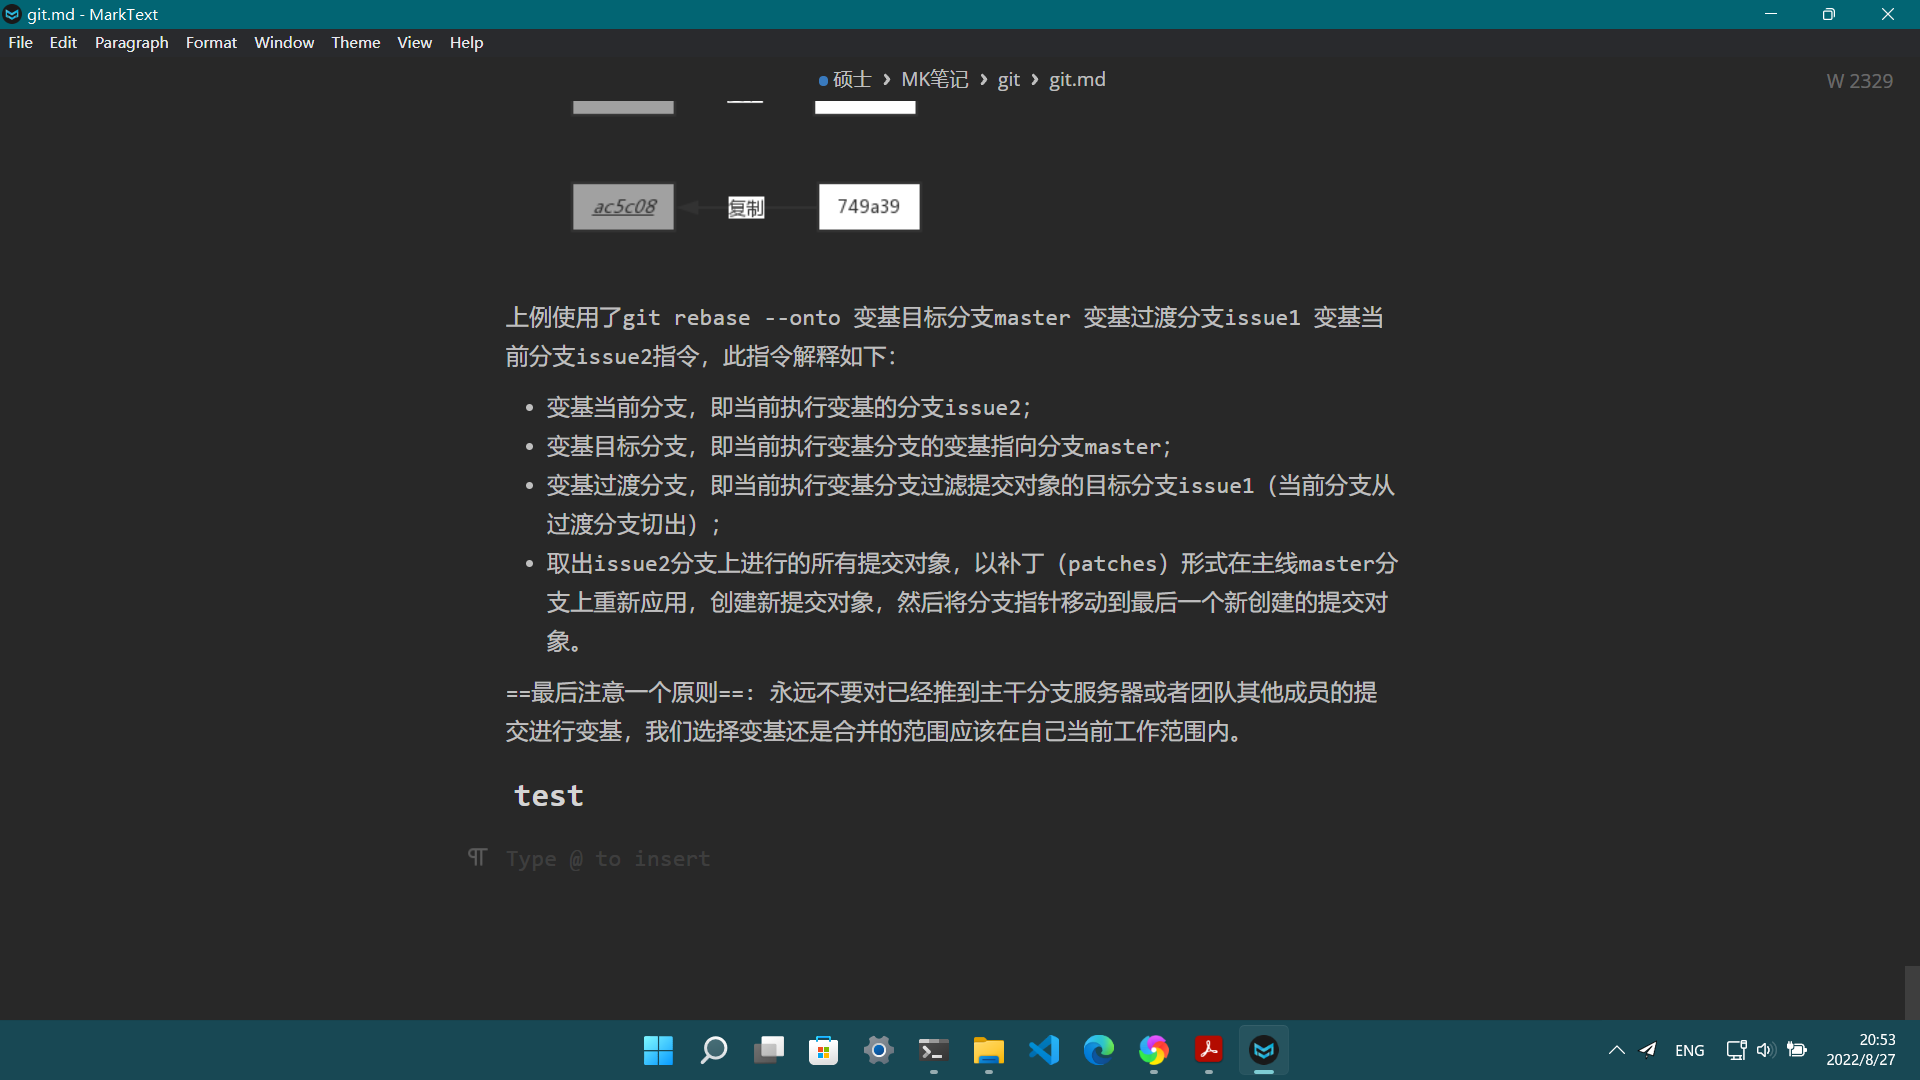 git.md - MarkText
File Edit Paragraph Format Window Theme View Help
硕士 › MK笔记 › git › git.md
W 2329
ac5c08 复制 749a39
上例使用了git rebase --onto 变基目标分支master 变基过渡分支issue1 变基当
前分支issue2指令，此指令解释如下：
• 变基当前分支，即当前执行变基的分支issue2；
• 变基目标分支，即当前执行变基分支的变基指向分支master；
• 变基过渡分支，即当前执行变基分支过滤提交对象的目标分支issue1（当前分支从
过渡分支切出）；
• 取出issue2分支上进行的所有提交对象，以补丁（patches）形式在主线master分
支上重新应用，创建新提交对象，然后将分支指针移动到最后一个新创建的提交对
象。
==最后注意一个原则==：永远不要对已经推到主干分支服务器或者团队其他成员的提
交进行变基，我们选择变基还是合并的范围应该在自己当前工作范围内。
test
Type @ to insert
ENG
20:53
2022/8/27